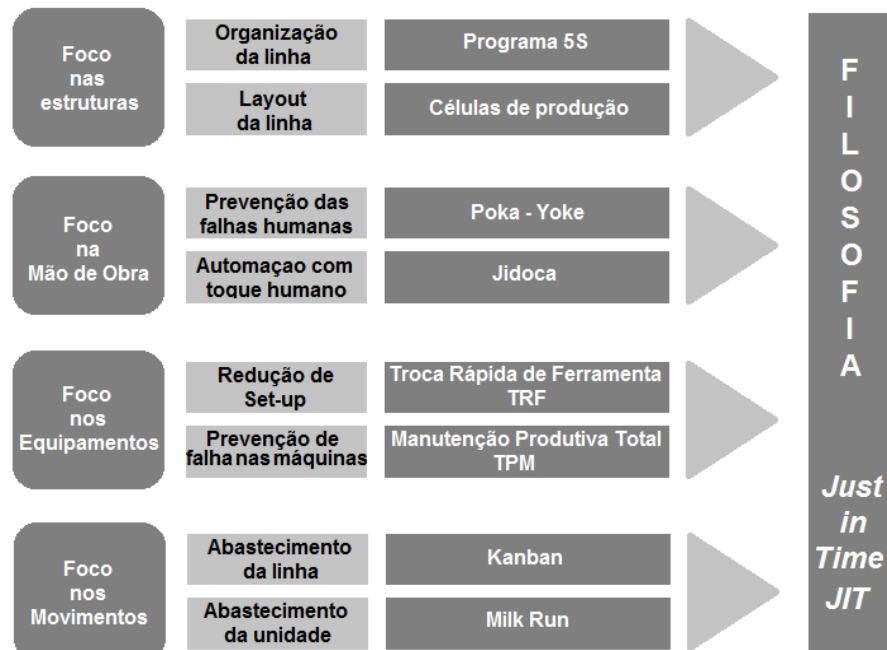 Foco
nas
estruturas
Organização
da linha
Programa 5S
Layout
da linha
Células de produção
Foco
na
Mão de Obra
Prevenção das
falhas humanas
Poka - Yoke
Automaçao com
toque humano
Jidoca
Foco
nos
Equipamentos
Redução de
Set-up
Troca Rápida de Ferramenta
TRF
Prevenção de
falha nas máquinas
Manutenção Produtiva Total
TPM
Foco
nos
Movimentos
Abastecimento
da linha
Kanban
Abastecimento
da unidade
Milk Run
F
I
L
O
S
O
F
I
A
Just
in
Time
JIT